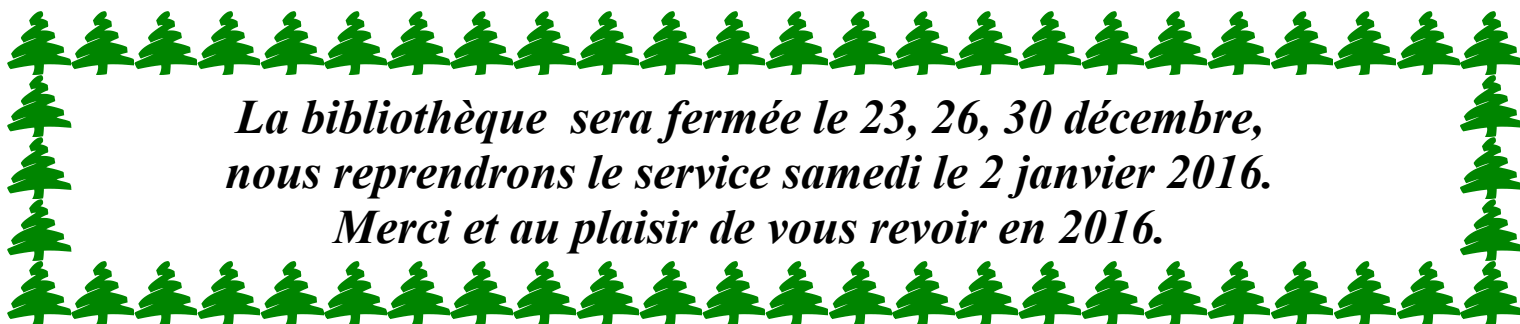 La bibliothèque  sera fermée le 23, 26, 30 décembre,
nous reprendrons le service samedi le 2 janvier 2016.
Merci et au plaisir de vous revoir en 2016.